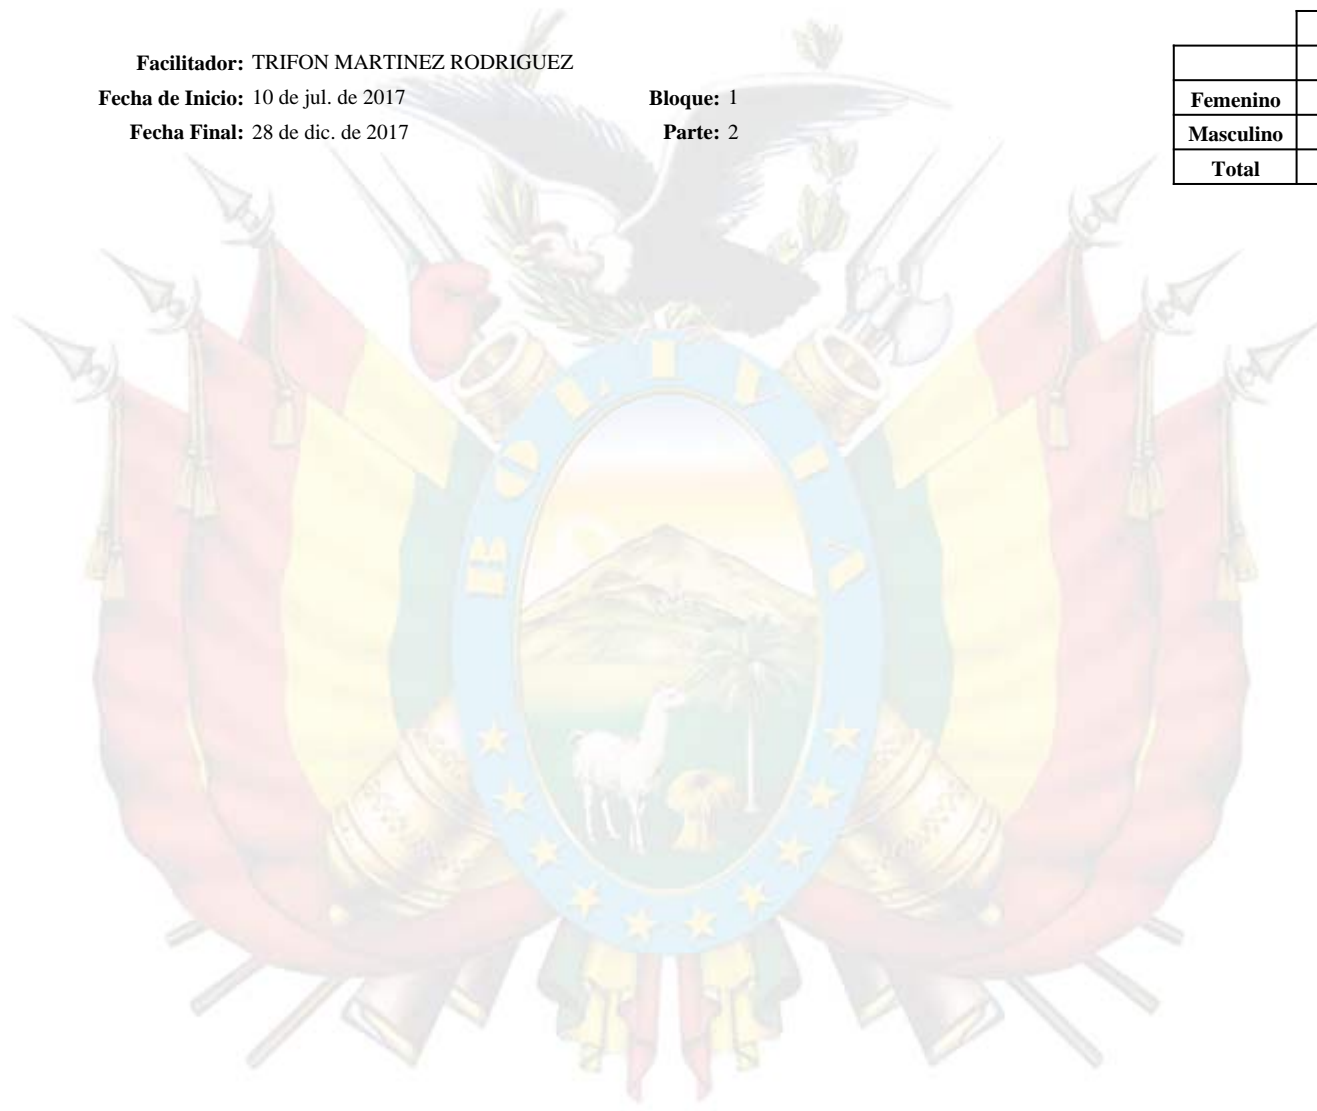 Facilitador: TRIFON MARTINEZ RODRIGUEZ
Fecha de Inicio: 10 de jul. de 2017 Bloque: 1
Fecha Final: 28 de dic. de 2017 Parte: 2
Femenino
Masculino
Total
BOLIVIA